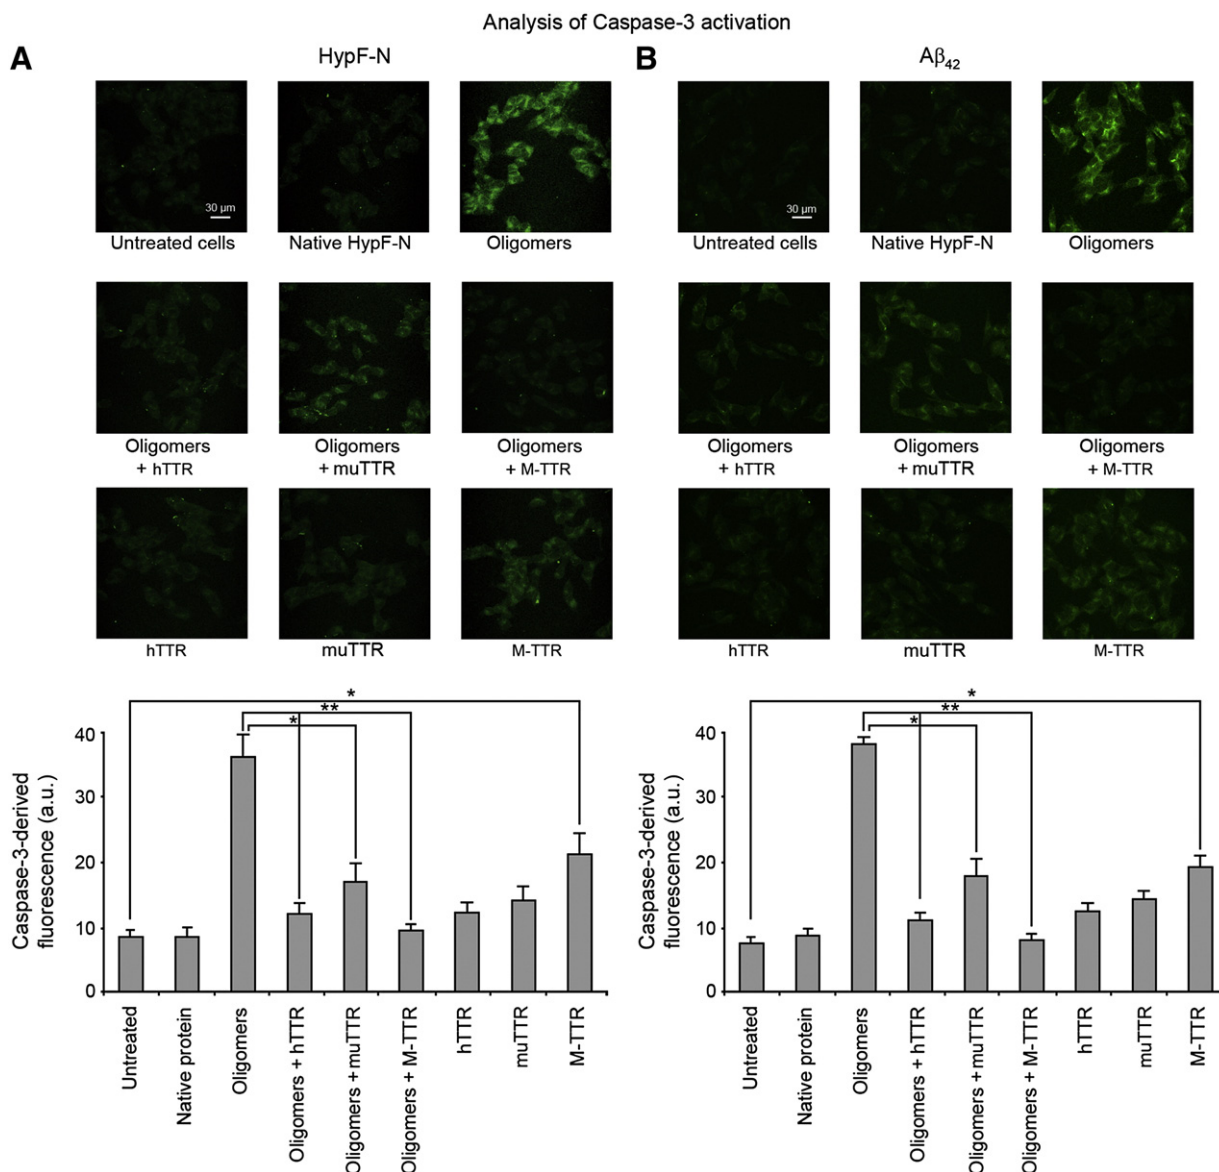 Analysis of Caspase-3 activation
A
HypF-N
30 µm
Untreated cells
Native HypF-N
Oligomers
Oligomers
+ hTTR
Oligomers
+ muTTR
Oligomers
+ M-TTR
hTTR
muTTR
M-TTR
Caspase-3-derived
fluorescence (a.u.)
40
30
20
10
0
*
**
*
Untreated
Native protein
Oligomers
Oligomers + hTTR
Oligomers + muTTR
Oligomers + M-TTR
hTTR
muTTR
M-TTR
B
Aβ42
30 µm
Untreated cells
Native HypF-N
Oligomers
Oligomers
+ hTTR
Oligomers
+ muTTR
Oligomers
+ M-TTR
hTTR
muTTR
M-TTR
Caspase-3-derived
fluorescence (a.u.)
40
30
20
10
0
*
**
*
Untreated
Native protein
Oligomers
Oligomers + hTTR
Oligomers + muTTR
Oligomers + M-TTR
hTTR
muTTR
M-TTR